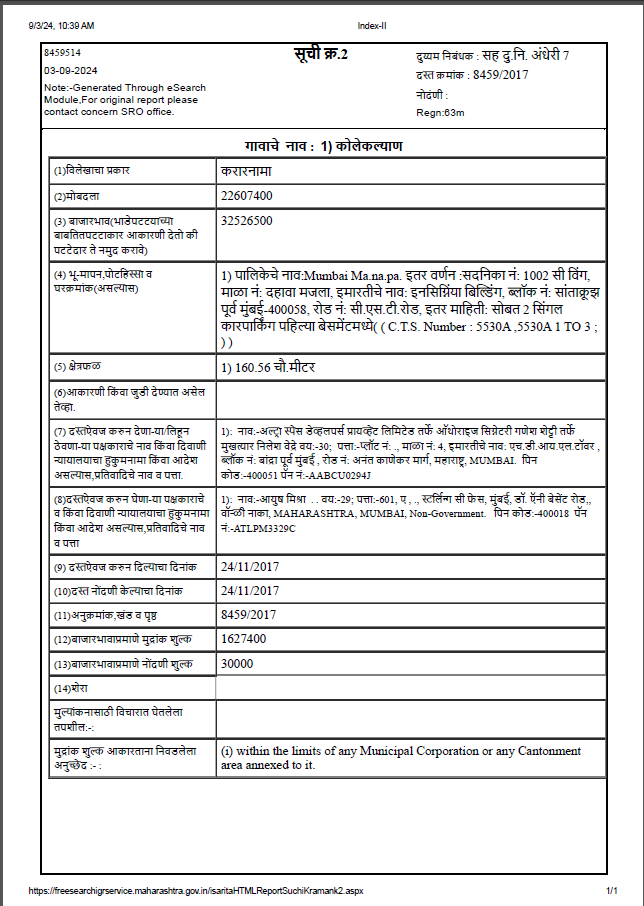 9/3/24, 10:39 AM
Index-II
8459514
सूची क्र.2
दुय्यम निबंधक : सह दु.नि. अंधेरी 7
03-09-2024
दस्त क्रमांक : 8459/2017
Note:-Generated Through eSearch
Module,For original report please
contact concern SRO office.
नोदंणी :
Regn:63m
गावाचे नाव : 1) कोलेकल्याण
(1)विलेखाचा प्रकार
करारनामा
(2)मोबदला
22607400
(3) बाजारभाव(भाडेपटटयाच्या
बाबतितपटटाकार आकारणी देतो की
पटटेदार ते नमुद करावे)
32526500
(4) भू-मापन,पोटहिस्सा व
घरक्रमांक(असल्यास)
1) पालिकेचे नाव:Mumbai Ma.na.pa. इतर वर्णन :सदनिका नं: 1002 सी विंग,
माळा नं: दहावा मजला, इमारतीचे नाव: इनसिग्निया बिल्डिंग, ब्लॉक नं: सांताक्रूझ
पूर्व मुंबई-400058, रोड नं: सी.एस.टी.रोड, इतर माहिती: सोबत 2 सिंगल
कारपार्किंग पहिल्या बेसमेंटमध्ये( ( C.T.S. Number : 5530A ,5530A 1 TO 3 ;
) )
(5) क्षेत्रफळ
1) 160.56 चौ.मीटर
(6)आकारणी किंवा जुडी देण्यात असेल
तेव्हा.
(7) दस्तऐवज करुन देणा-या/लिहून
ठेवणा-या पक्षकाराचे नाव किंवा दिवाणी
न्यायालयाचा हुकुमनामा किंवा आदेश
असल्यास,प्रतिवादिचे नाव व पत्ता.
1): नाव:-अल्ट्रा स्पेस डेव्हलपर्स प्रायव्हेट लिमिटेड तर्फे ऑथोराइज सिग्नेटरी गणेश शेट्टी तर्फे
मुखत्यार निलेश वेद्रे वय:-30; पत्ता:-प्लॉट नं: ., माळा नं: 4, इमारतीचे नाव: एच.डी.आय.एल.टॉवर ,
ब्लॉक नं: बांद्रा पूर्व मुंबई , रोड नं: अनंत काणेकर मार्ग, महाराष्ट्र, MUMBAI. पिन
कोड:-400051 पॅन नं:-AABCU0294J
(8)दस्तऐवज करुन घेणा-या पक्षकाराचे
व किंवा दिवाणी न्यायालयाचा हुकुमनामा
किंवा आदेश असल्यास,प्रतिवादिचे नाव
व पत्ता
1): नाव:-आयुष मिश्रा . . वय:-29; पत्ता:-601, ए , ., स्टर्लिंग सी फेस, मुंबई, डॉ. ऍनी बेसेंट रोड,,
वॉऱ्ळी नाका, MAHARASHTRA, MUMBAI, Non-Government. पिन कोड:-400018 पॅन
नं:-ATLPM3329C
(9) दस्तऐवज करुन दिल्याचा दिनांक
24/11/2017
(10)दस्त नोंदणी केल्याचा दिनांक
24/11/2017
(11)अनुक्रमांक,खंड व पृष्ठ
8459/2017
(12)बाजारभावाप्रमाणे मुद्रांक शुल्क
1627400
(13)बाजारभावाप्रमाणे नोंदणी शुल्क
30000
(14)शेरा
मुल्यांकनासाठी विचारात घेतलेला
तपशील:-:
मुद्रांक शुल्क आकारताना निवडलेला
अनुच्छेद :- :
(i) within the limits of any Municipal Corporation or any Cantonment
area annexed to it.
https://freesearchigrservice.maharashtra.gov.in/isaritaHTMLReportSuchiKramank2.aspx
1/1